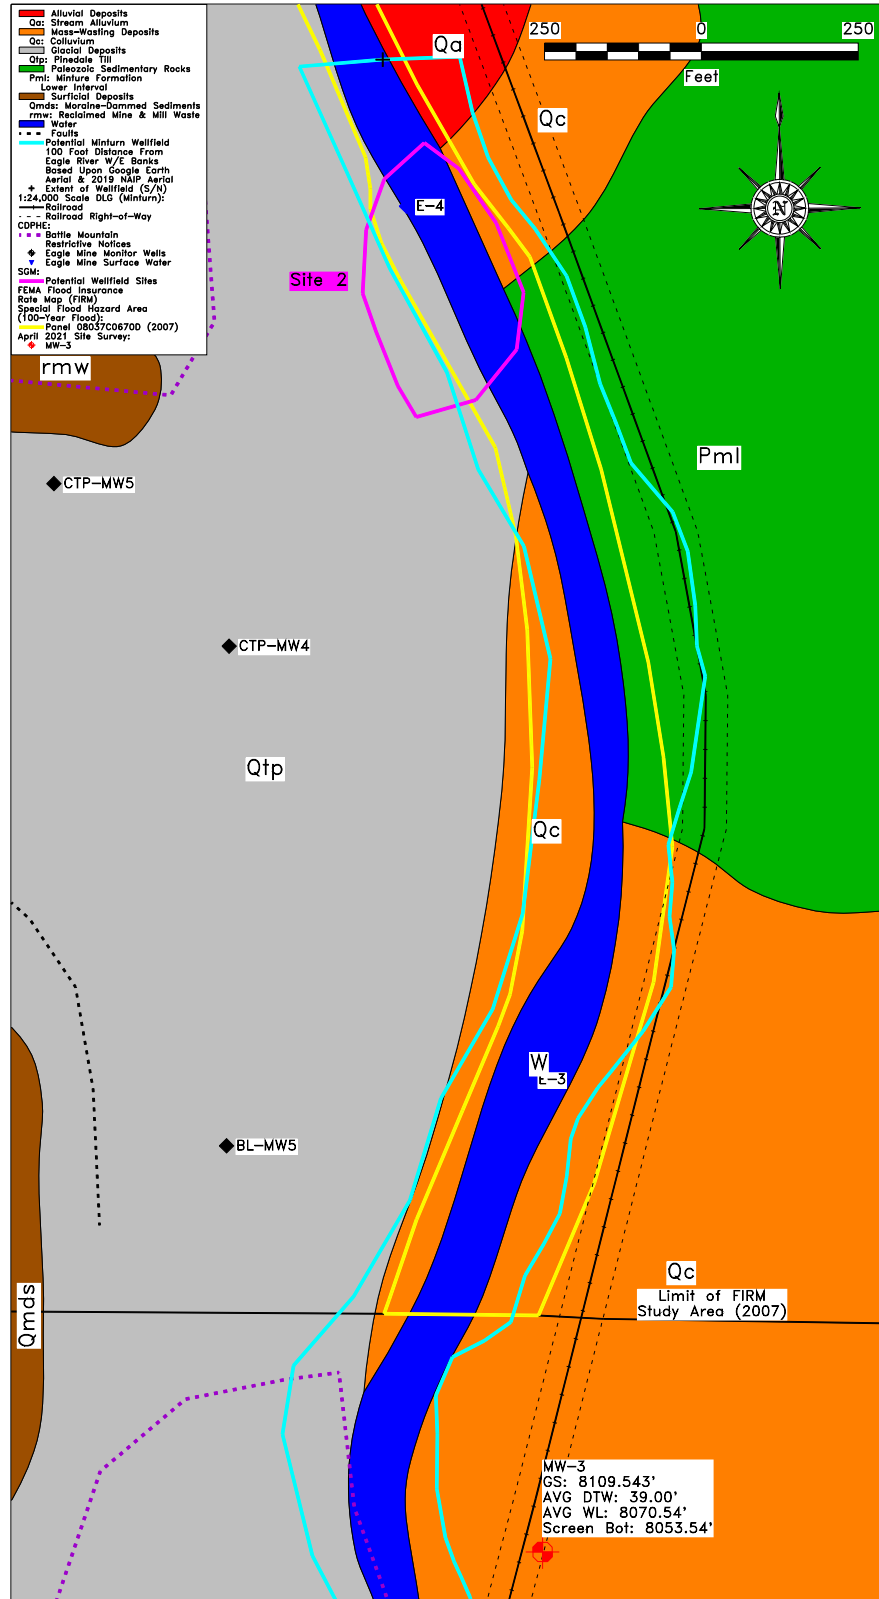 Alluvial Deposits
Qa: Stream Alluvium
Mass-Wasting Deposits
Qc: Colluvium
Glacial Deposits
Qtp: Pinedale Till
Paleozoic Sedimentary Rocks
Pml: Minture Formation
Lower Interval
Surficial Deposits
Qmds: Moraine-Dammed Sediments
rmw: Reclaimed Mine & Mill Waste
Water
Faults
Potential Minturn Wellfield
100 Foot Distance From
Eagle River W/E Banks
Based Upon Google Earth
Aerial & 2019 NAIP Aerial
Extent of Wellfield (S/N)
1:24,000 Scale DLG (Minturn):
Railroad
Railroad Right-of-Way
CDPHE:
Battle Mountain
Restrictive Notices
Eagle Mine Monitor Wells
Eagle Mine Surface Water
SGM:
Potential Wellfield Sites
FEMA Flood Insurance
Rate Map (FIRM)
Special Flood Hazard Area
(100-Year Flood):
Panel 08037C0670D (2007)
April 2021 Site Survey:
MW-3
250 0 250
Feet
N
Qa
Qc
E-4
Site 2
rmw
Pml
CTP-MW5
CTP-MW4
Qtp
Qc
W
E-3
BL-MW5
Qc
Limit of FIRM
Study Area (2007)
Qmds
MW-3
GS: 8109.543'
AVG DTW: 39.00'
AVG WL: 8070.54'
Screen Bot: 8053.54'